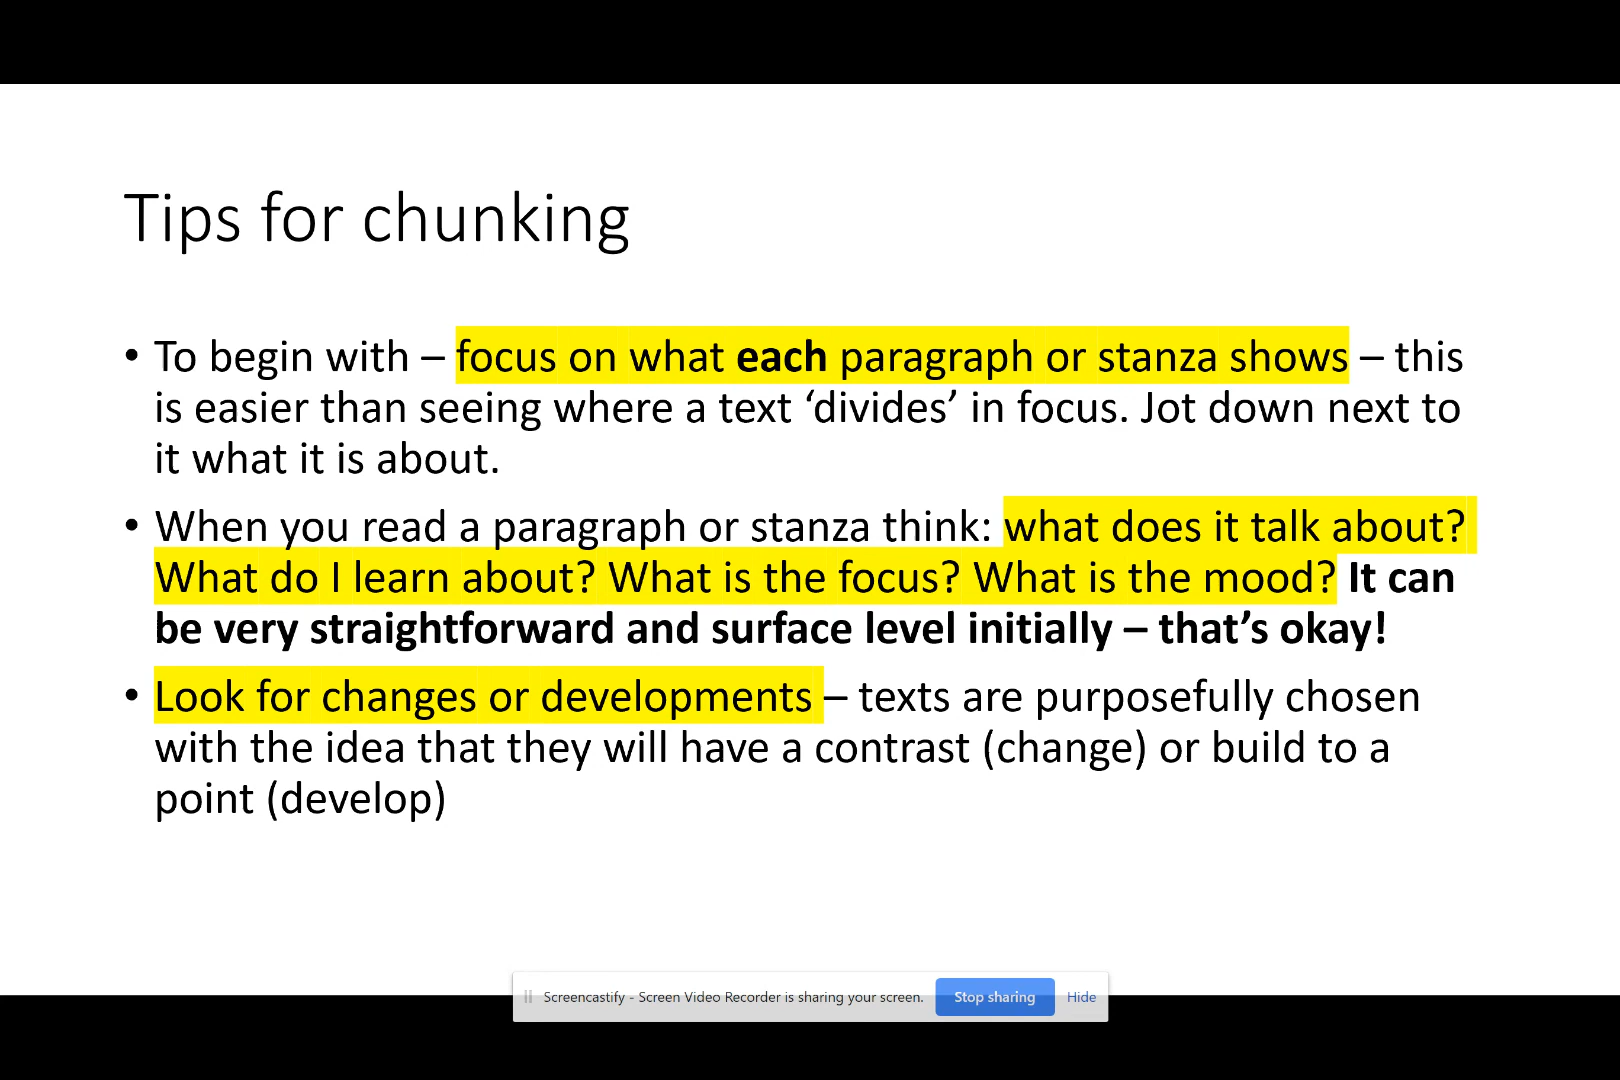 Tips for chunking
• To begin with – focus on what each paragraph or stanza shows – this
is easier than seeing where a text ‘divides’ in focus. Jot down next to
it what it is about.
• When you read a paragraph or stanza think: what does it talk about?
What do I learn about? What is the focus? What is the mood? It can
be very straightforward and surface level initially – that’s okay!
• Look for changes or developments – texts are purposefully chosen
with the idea that they will have a contrast (change) or build to a
point (develop)
Screencastify - Screen Video Recorder is sharing your screen. Stop sharing Hide